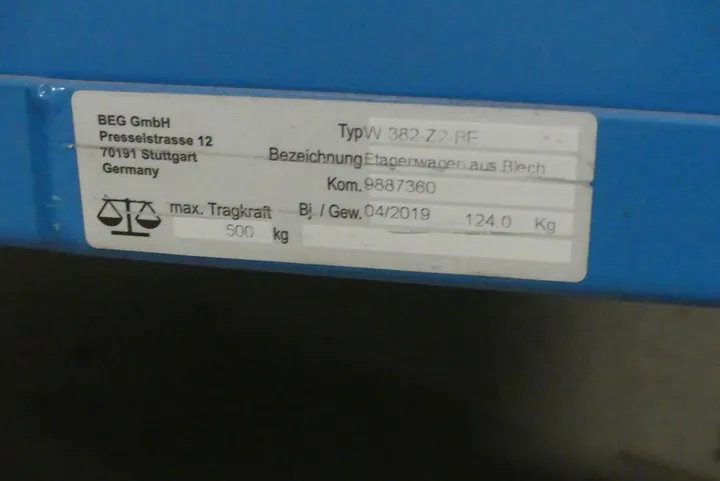 BEG GmbH
Presselstrasse 12
70191 Stuttgart
Germany
Typ W 382-Z2-BE
Bezeichnung Etagenwagen aus Blech
Kom. 9887360
Bj. / Gew. 04/2019 124.0 Kg
max. Tragkraft
500 kg